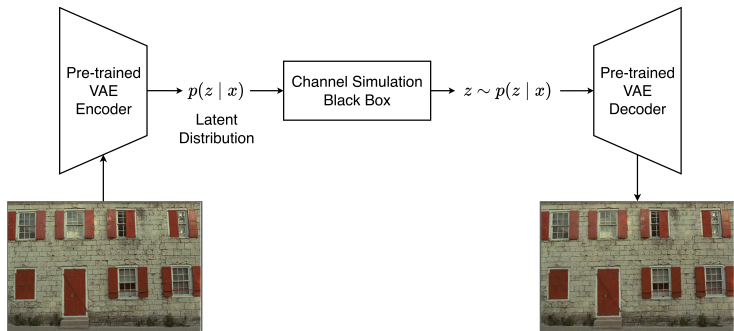 Pre-trained
VAE
Encoder
p(z | x)
Latent
Distribution
Channel Simulation
Black Box
z ∼ p(z | x)
Pre-trained
VAE
Decoder